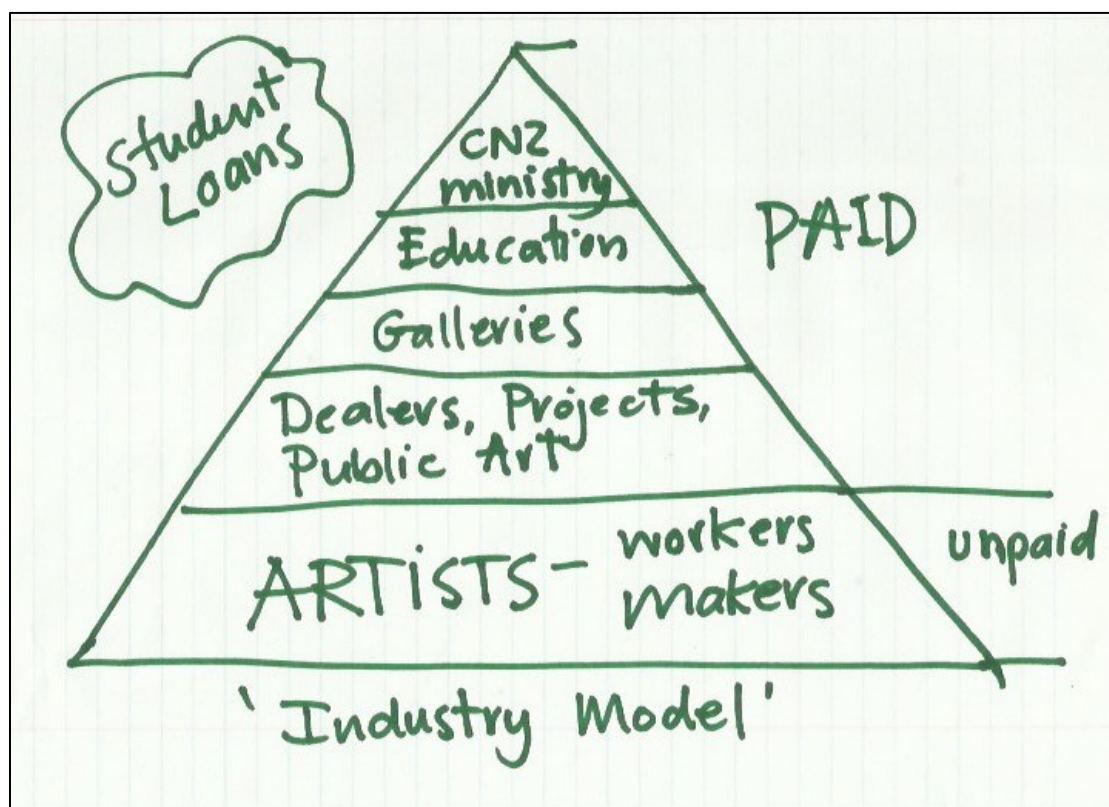 Student
Loans
CNZ
ministry
Education
PAID
Galleries
Dealers, Projects,
Public Art
ARTiSTS - workers
makers
unpaid
'Industry Model'